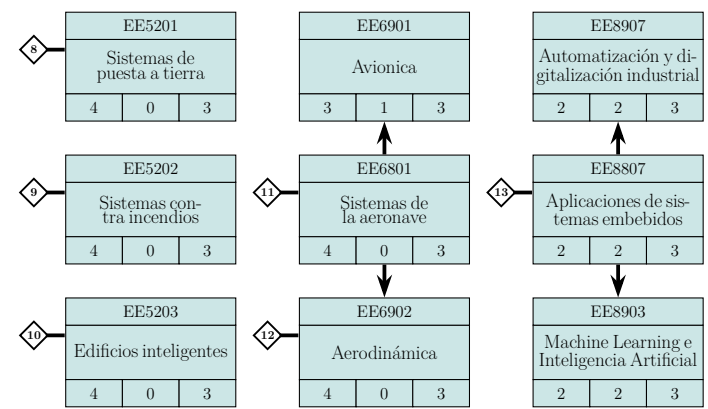 EE5201
8
Sistemas de
puesta a tierra
4 0 3
EE6901
Avionica
3 1 3
EE8907
Automatización y di-
gitalización industrial
2 2 3
EE5202
9
Sistemas con-
tra incendios
4 0 3
EE6801
11
Sistemas de
la aeronave
4 0 3
EE8807
13
Aplicaciones de sis-
temas embebidos
2 2 3
EE5203
10
Edificios inteligentes
4 0 3
EE6902
12
Aerodinámica
4 0 3
EE8903
Machine Learning e
Inteligencia Artificial
2 2 3